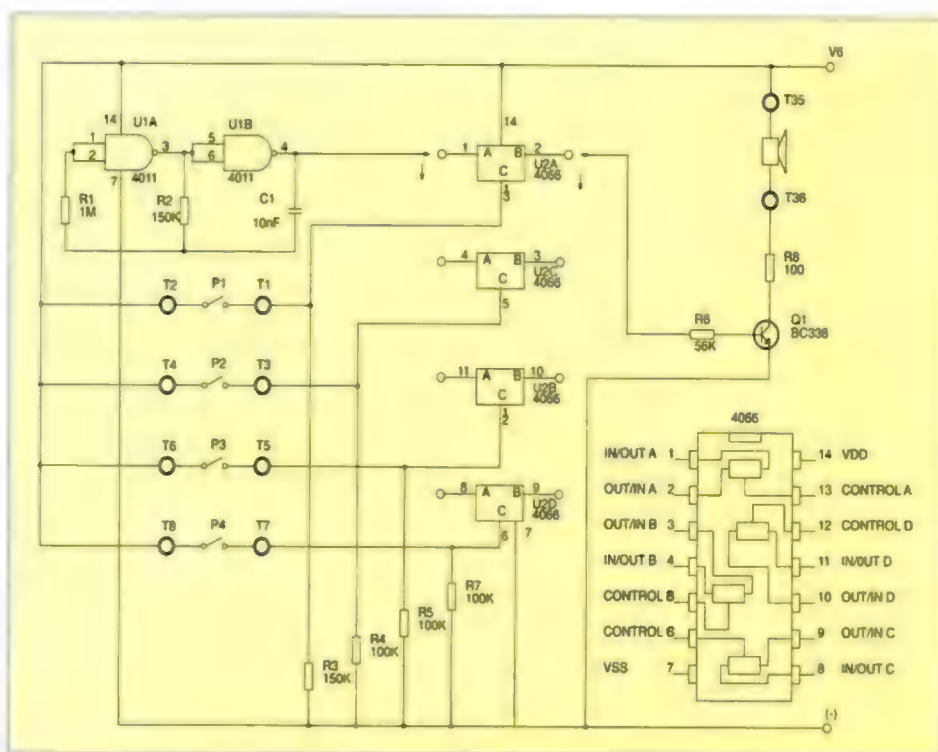 V6
T35
T36
R8
100
Q1
BC338
R6
56K
U1A
14
1
2
3
7
4011
U1B
5
6
4
4011
R1
1M
R2
150K
C1
10nF
14
1
A
B
2
U2A
4066
C
1
3
4
A
B
3
U2C
4066
C
5
11
A
B
10
U2B
4066
C
1
2
8
A
B
9
U2D
4066
C
6
7
T2
P1
T1
T4
P2
T3
T6
P3
T5
T8
P4
T7
R7
100K
R5
100K
R4
100K
R3
150K
(-)
4066
IN/OUT A 1
14 VDD
OUT/IN A 2
13 CONTROL A
OUT/IN B 3
12 CONTROL D
IN/OUT B 4
11 IN/OUT D
CONTROL
10 OUT/IN D
CONTROL 6
9 OUT/IN C
VSS 7
8 IN/OUT C